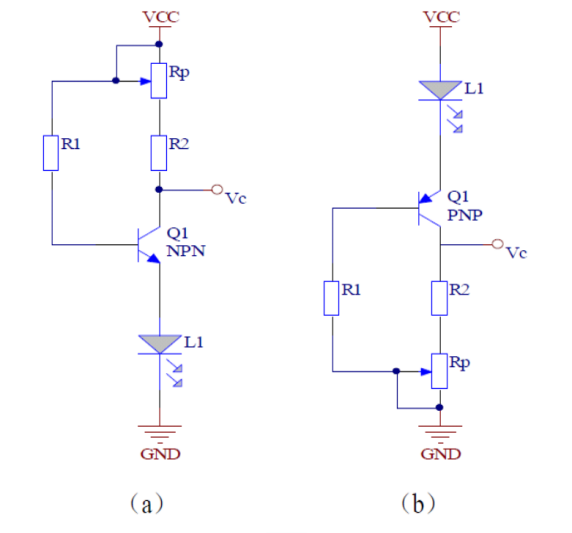 VCC
Rp
R1
R2
Vc
Q1
NPN
L1
GND
(a)
VCC
L1
Q1
PNP
Vc
R1
R2
Rp
GND
(b)